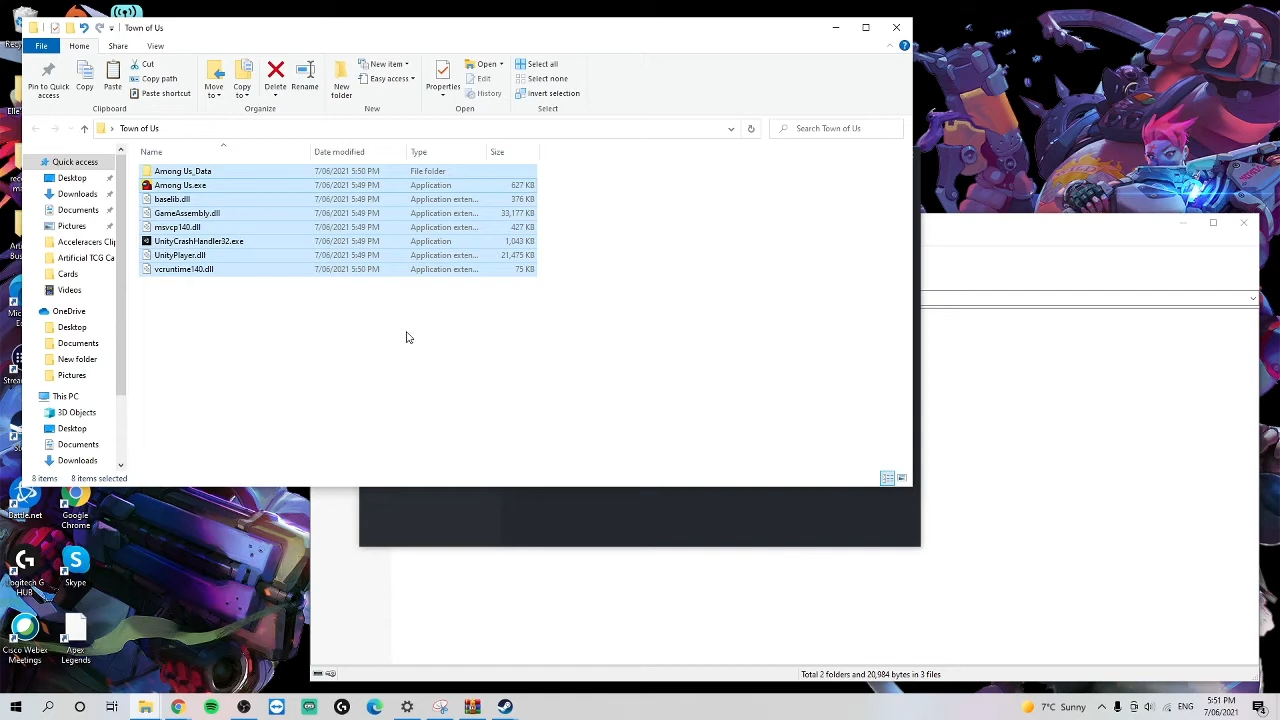 Town of Us
File Home Share View
Pin to Quick access
Copy
Paste
Cut
Copy path
Paste shortcut
Clipboard
Move to
Copy to
Delete
Rename
Organize
New folder
New item
Easy access
New
Properties
Open
Edit
History
Open
Select all
Select none
Invert selection
Select
Town of Us
Search Town of Us
Name Date modified Type Size
Among Us_Data 7/06/2021 5:50 PM File folder
Among Us.exe 7/06/2021 5:49 PM Application 627 KB
baselib.dll 7/06/2021 5:49 PM Application exten... 376 KB
GameAssembly.dll 7/06/2021 5:49 PM Application exten... 33,177 KB
msvcp140.dll 7/06/2021 5:49 PM Application exten... 427 KB
UnityCrashHandler32.exe 7/06/2021 5:49 PM Application 1,043 KB
UnityPlayer.dll 7/06/2021 5:49 PM Application exten... 21,475 KB
vcruntime140.dll 7/06/2021 5:50 PM Application exten... 75 KB
Quick access
Desktop
Downloads
Documents
Pictures
Acceleracers Clip
Artificial TCG Ca
Cards
Videos
OneDrive
Desktop
Documents
New folder
Pictures
This PC
3D Objects
Desktop
Documents
Downloads
8 items 8 items selected
Battle.net
Google Chrome
Logitech G HUB
Skype
Cisco Webex Meetings
Apex Legends
Total 2 folders and 20,984 bytes in 3 files
7°C Sunny
ENG
5:51 PM
7/06/2021